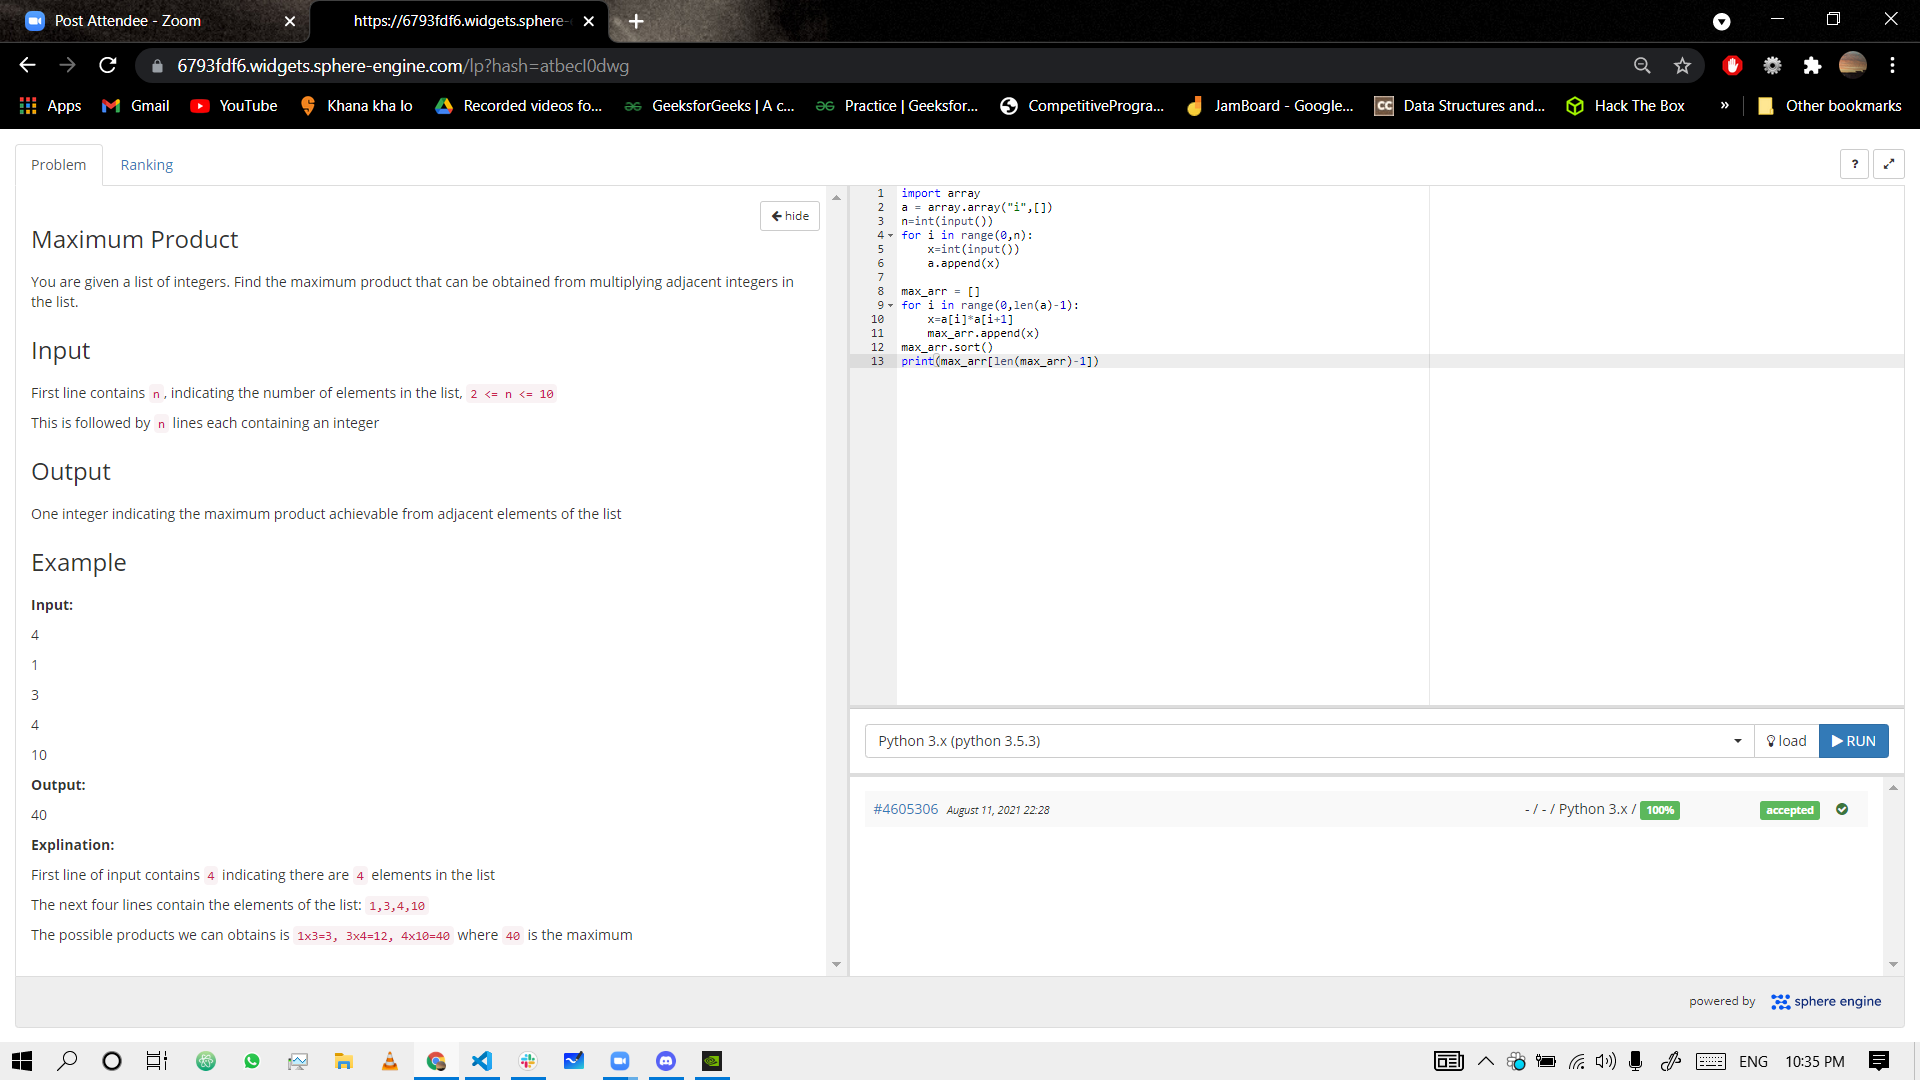 Post Attendee - Zoom
https://6793fdf6.widgets.sphere-
6793fdf6.widgets.sphere-engine.com/lp?hash=atbecI0dwg
Apps Gmail YouTube Khana kha lo Recorded videos fo... GeeksforGeeks | A c... Practice | Geeksfor... CompetitivePrograa... JamBoard - Google... CC Data Structures and... Hack The Box » Other bookmarks
Problem Ranking ?
hide
Maximum Product
You are given a list of integers. Find the maximum product that can be obtained from multiplying adjacent integers in
the list.
Input
First line contains n, indicating the number of elements in the list, 2 <= n <= 10
This is followed by n lines each containing an integer
Output
One integer indicating the maximum product achievable from adjacent elements of the list
Example
Input:
4
1
3
4
10
Output:
40
Explination:
First line of input contains 4 indicating there are 4 elements in the list
The next four lines contain the elements of the list: 1,3,4,10
The possible products we can obtains is 1x3=3, 3x4=12, 4x10=40 where 40 is the maximum
1 import array
2 a = array.array("i",[])
3 n=int(input())
4 for i in range(0,n):
5 x=int(input())
6 a.append(x)
7
8 max_arr = []
9 for i in range(0,len(a)-1):
10 x=a[i]*a[i+1]
11 max_arr.append(x)
12 max_arr.sort()
13 print(max_arr[len(max_arr)-1])
Python 3.x (python 3.5.3) load RUN
#4605306 August 11, 2021 22:28 - / - / Python 3.x / 100% accepted
powered by sphere engine
ENG 10:35 PM